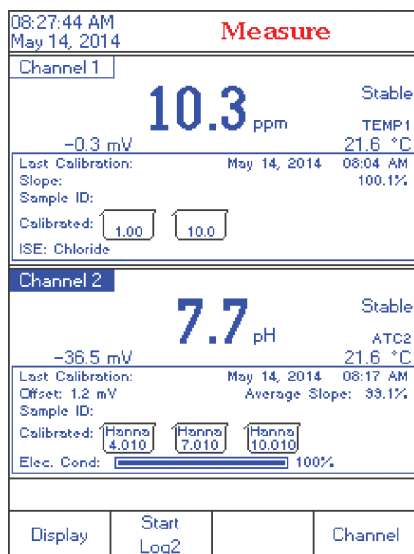 08:27:44 AM
May 14, 2014
Measure
Channel 1
10.3 ppm
Stable
TEMP1
-0.3 mV
21.6 °C
Last Calibration: May 14, 2014 08:04 AM
Slope: 100.1%
Sample ID:
Calibrated: 1.00 10.0
ISE: Chloride
Channel 2
7.7 pH
Stable
ATC2
-36.5 mV
21.6 °C
Last Calibration: May 14, 2014 08:17 AM
Offset: 1.2 mV Average Slope: 99.1%
Sample ID:
Calibrated: Hanna 4.010 Hanna 7.010 Hanna 10.010
Elec. Cond: 100%
Display
Start Log2
Channel